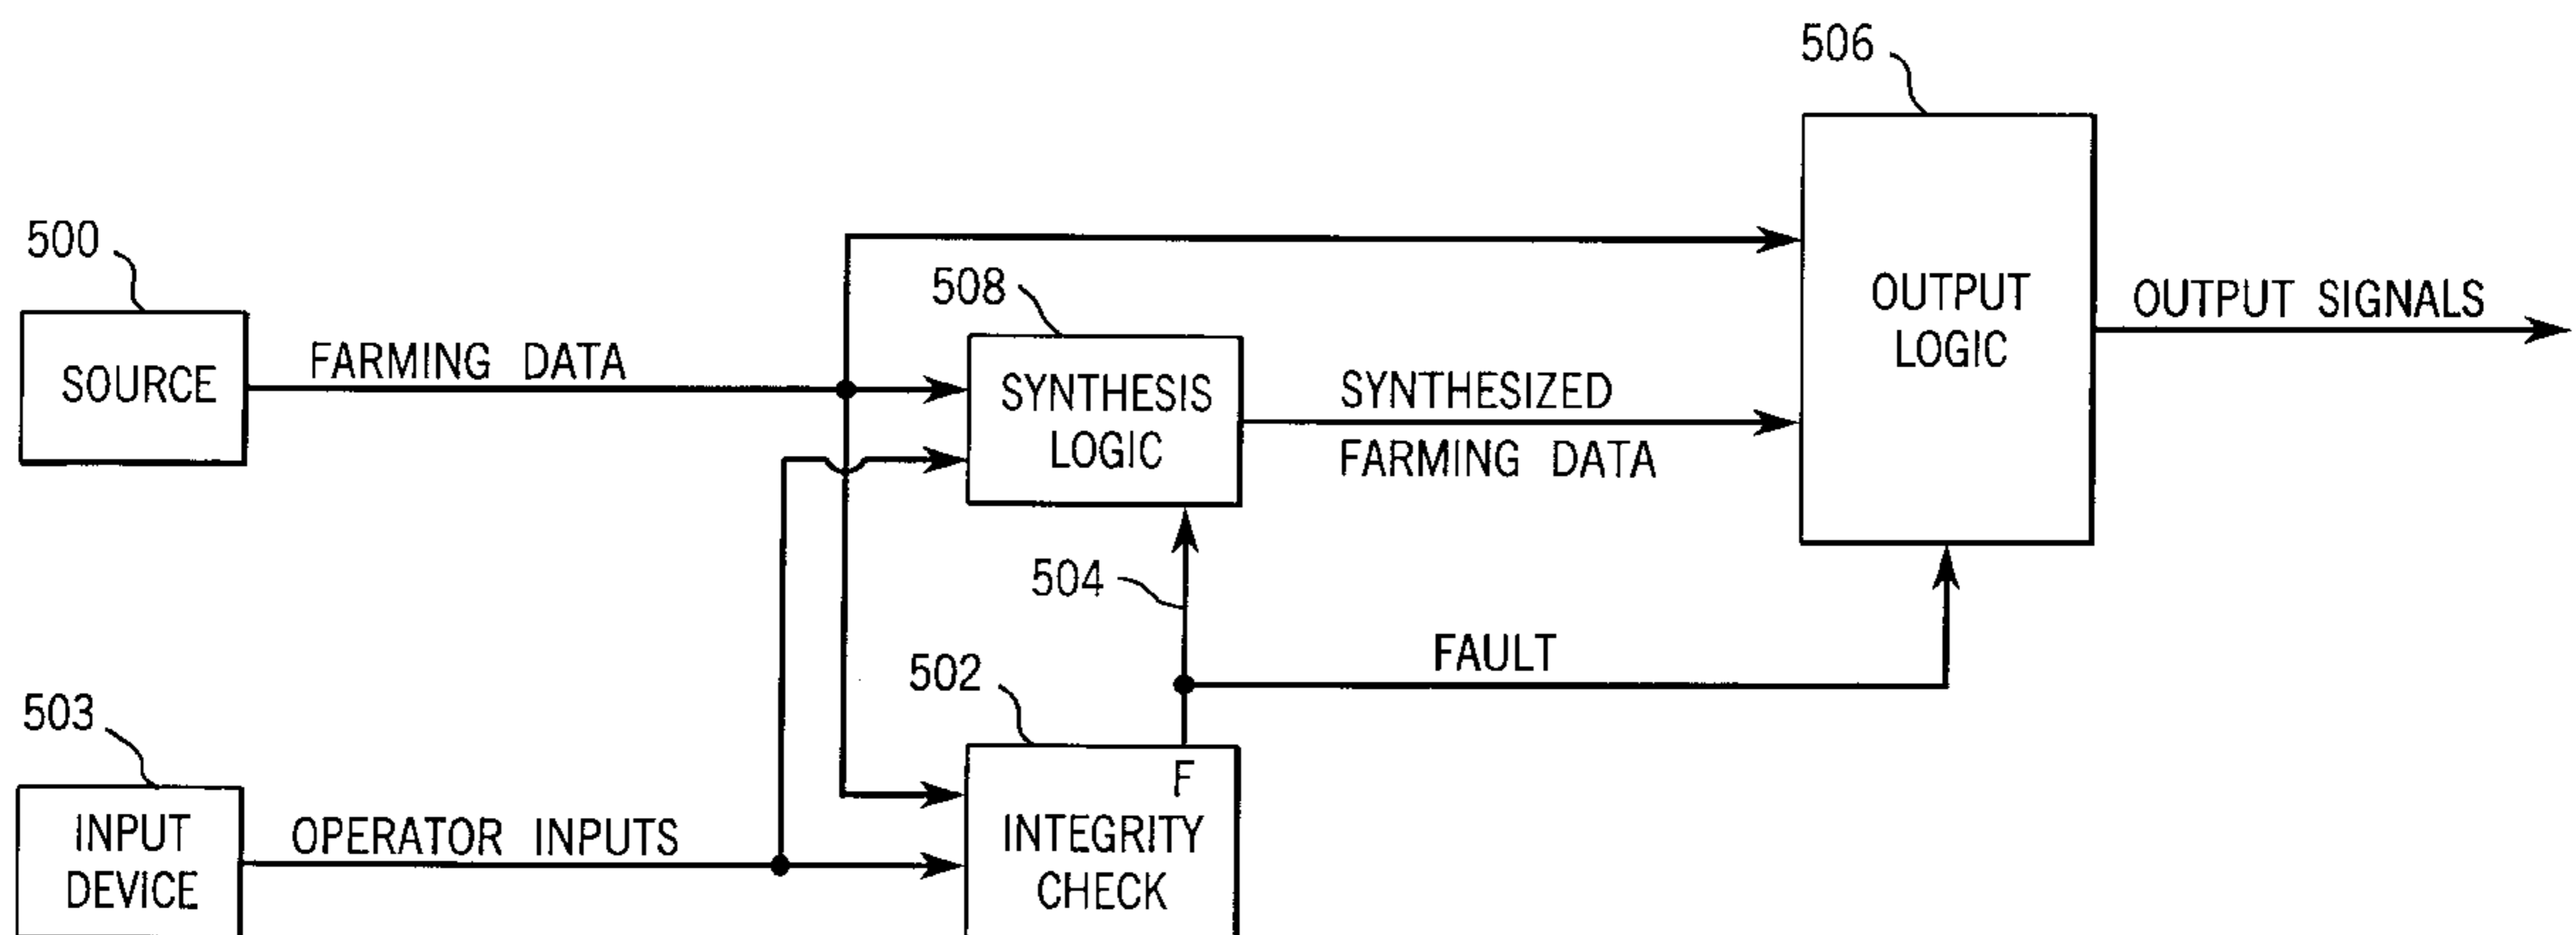 506
500
508
OUTPUT
LOGIC
OUTPUT SIGNALS
SOURCE
FARMING DATA
SYNTHESIS
LOGIC
SYNTHESIZED
FARMING DATA
504
FAULT
502
503
F
INTEGRITY
CHECK
INPUT
DEVICE
OPERATOR INPUTS